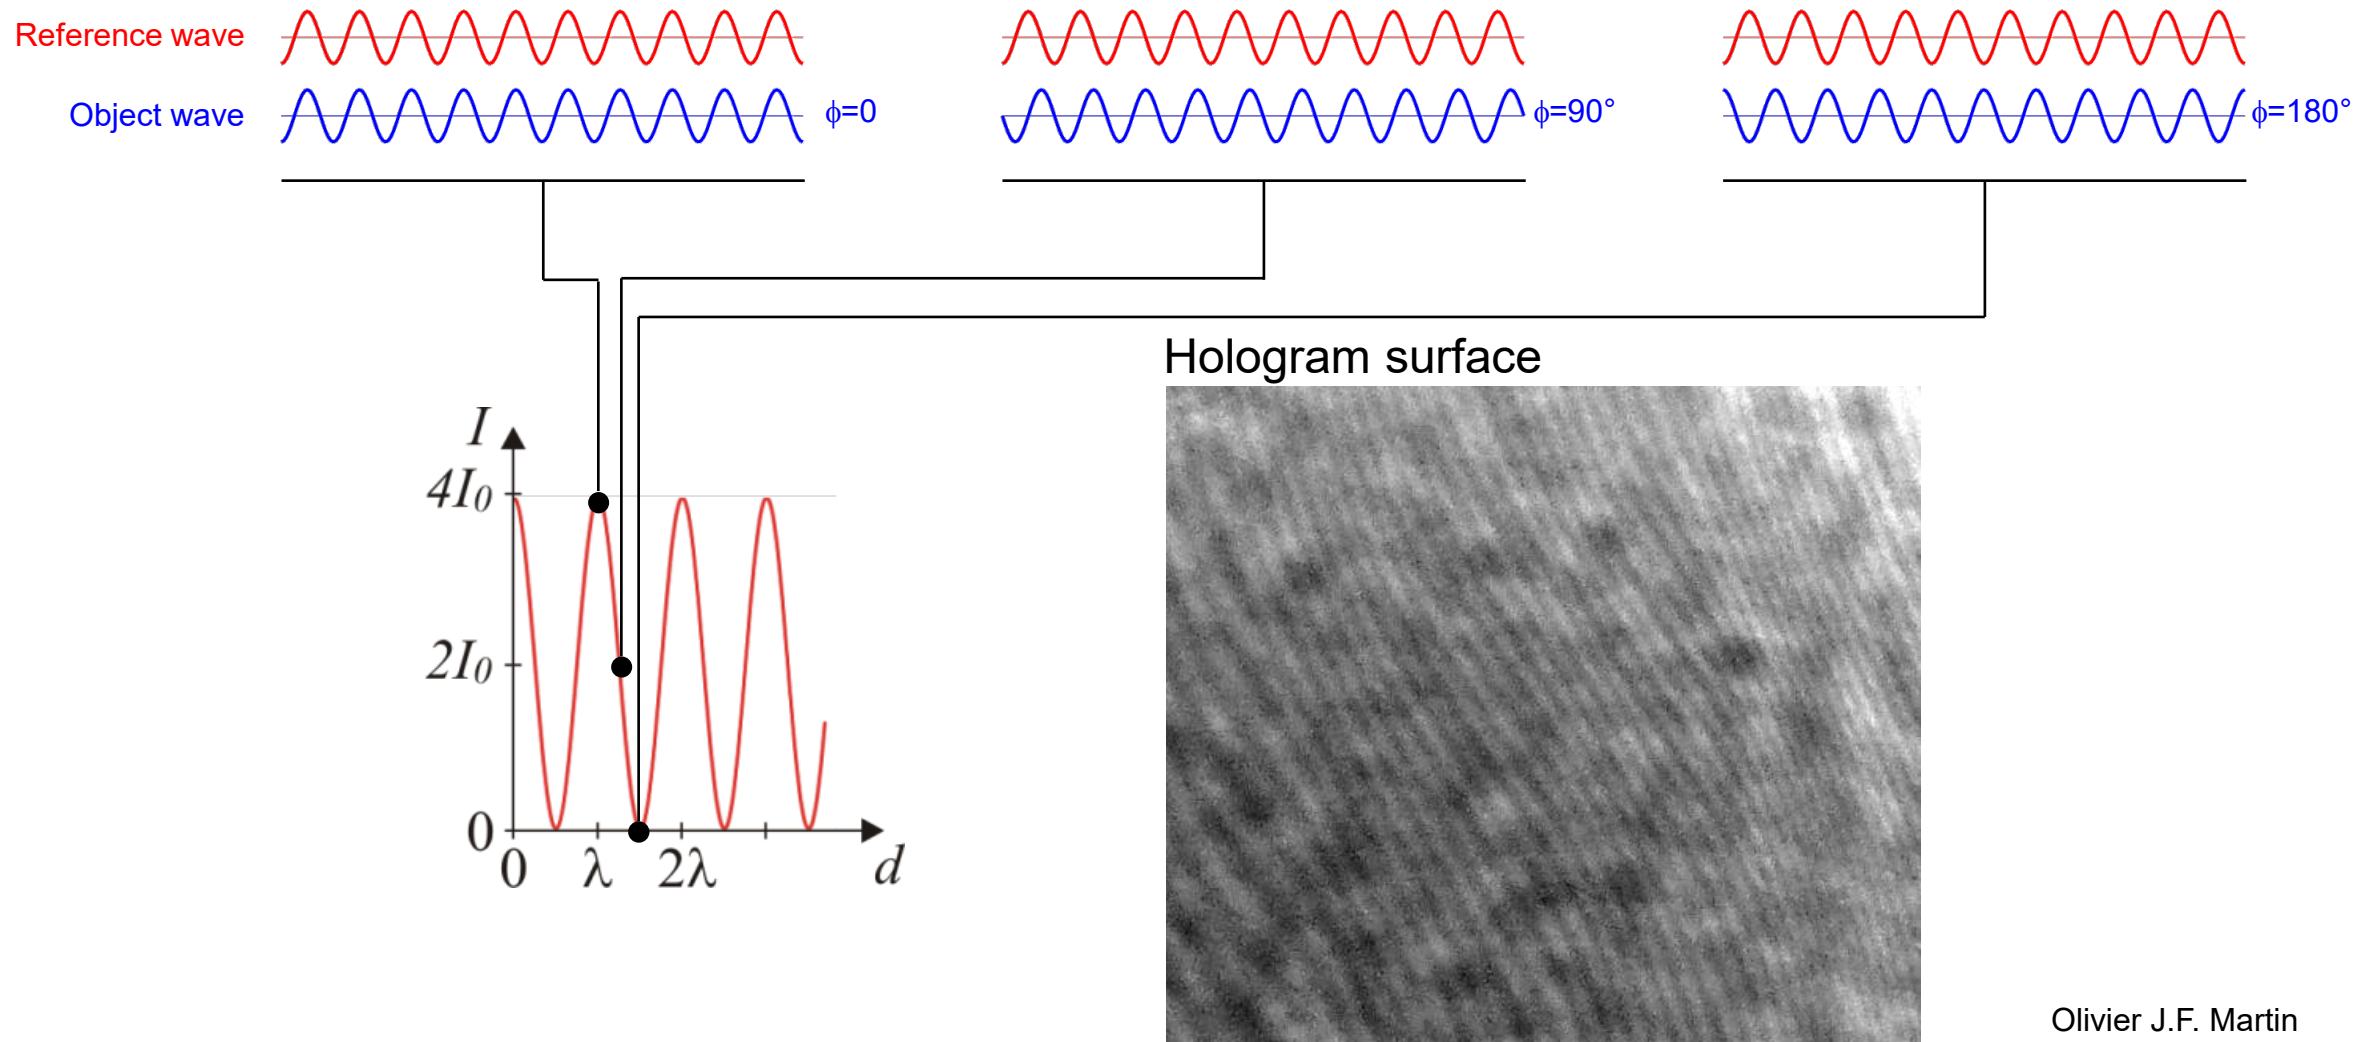 Reference wave
Object wave
ϕ=0
ϕ=90°
ϕ=180°
Hologram surface
I
4I₀
2I₀
0
0 λ 2λ d
Olivier J.F. Martin